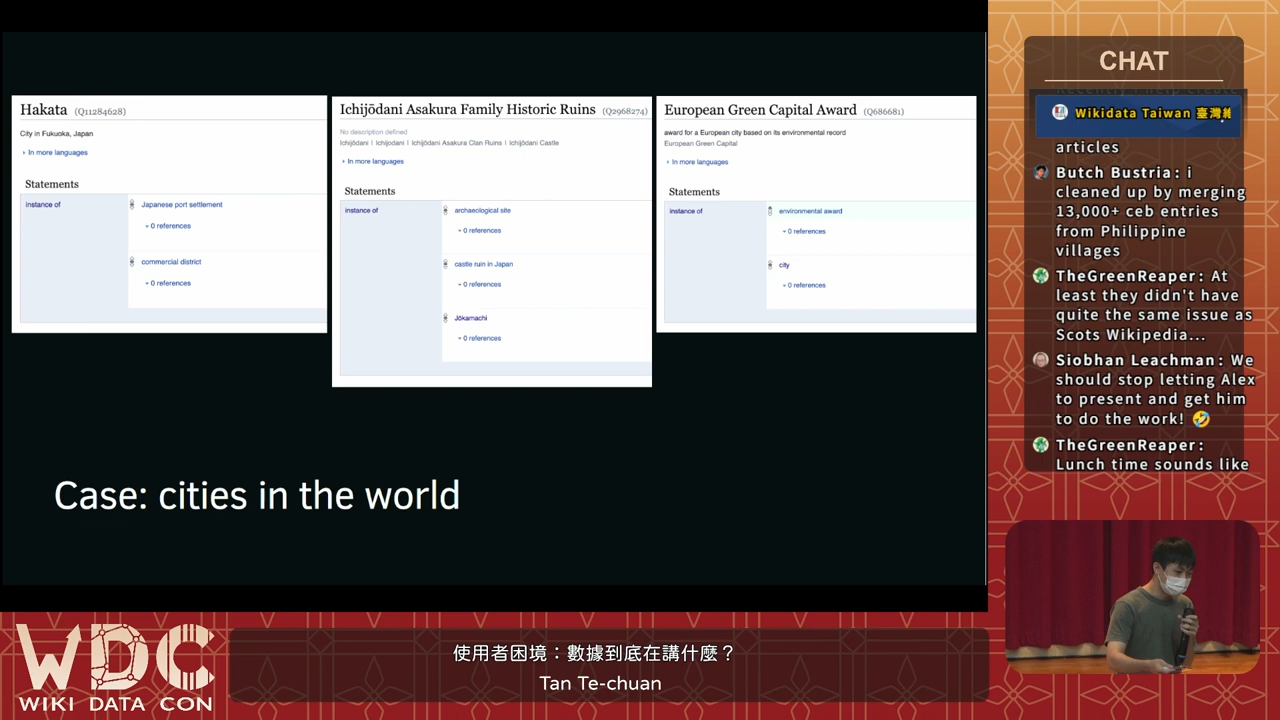 Hakata (Q11284628)
City in Fukuoka, Japan
In more languages
Statements
instance of
Japanese port settlement
0 references
commercial district
0 references
Ichijōdani Asakura Family Historic Ruins (Q2968274)
No description defined
Ichijōdani | Ichijodani | Ichijōdani Asakura Clan Ruins | Ichijōdani Castle
In more languages
Statements
instance of
archaeological site
0 references
castle ruin in Japan
0 references
Jōkamachi
0 references
European Green Capital Award (Q686681)
award for a European city based on its environmental record
European Green Capital
In more languages
Statements
instance of
environmental award
0 references
city
0 references
Case: cities in the world
CHAT
Wikidata Taiwan 臺灣維
articles
Butch Bustria: i
cleaned up by merging
13,000+ ceb entries
from Philippine
villages
TheGreenReaper: At
least they didn't have
quite the same issue as
Scots Wikipedia...
Siobhan Leachman: We
should stop letting Alex
to present and get him
to do the work! 🤣
TheGreenReaper:
Lunch time sounds like
WDC
WIKI DATA CON
使用者困境：數據到底在講什麼？
Tan Te-chuan